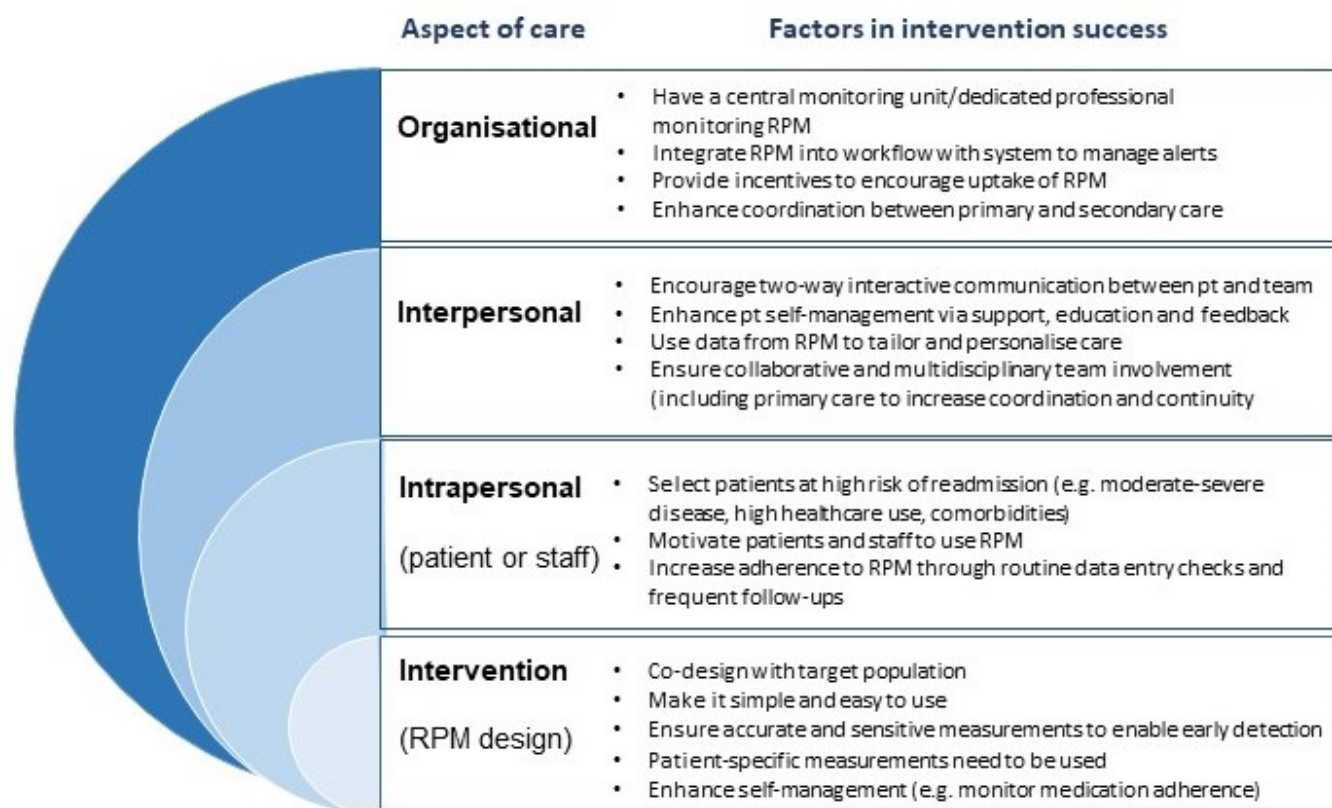 Aspect of care
Factors in intervention success
Organisational
• Have a central monitoring unit/dedicated professional
monitoring RPM
• Integrate RPM into workflow with system to manage alerts
• Provide incentives to encourage uptake of RPM
• Enhance coordination between primary and secondary care
Interpersonal
• Encourage two-way interactive communication between pt and team
• Enhance pt self-management via support, education and feedback
• Use data from RPM to tailor and personalise care
• Ensure collaborative and multidisciplinary team involvement
(including primary care to increase coordination and continuity
Intrapersonal
(patient or staff)
• Select patients at high risk of readmission (e.g. moderate-severe
disease, high healthcare use, comorbidities)
• Motivate patients and staff to use RPM
• Increase adherence to RPM through routine data entry checks and
frequent follow-ups
Intervention
(RPM design)
• Co-design with target population
• Make it simple and easy to use
• Ensure accurate and sensitive measurements to enable early detection
• Patient-specific measurements need to be used
• Enhance self-management (e.g. monitor medication adherence)